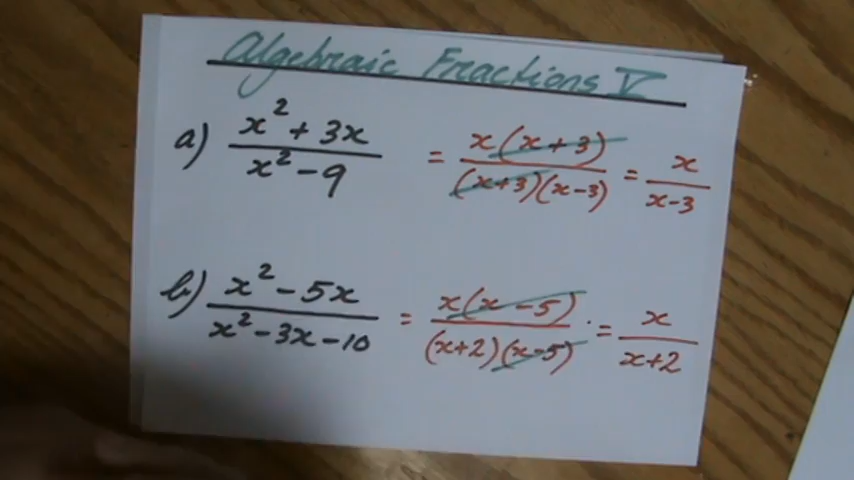 Algebraic Fractions V
a) x² + 3x / x² - 9 = x(x + 3) / (x+3)(x-3) = x / x-3
b) x² - 5x / x² - 3x - 10 = x(x - 5) / (x+2)(x-5) = x / x+2